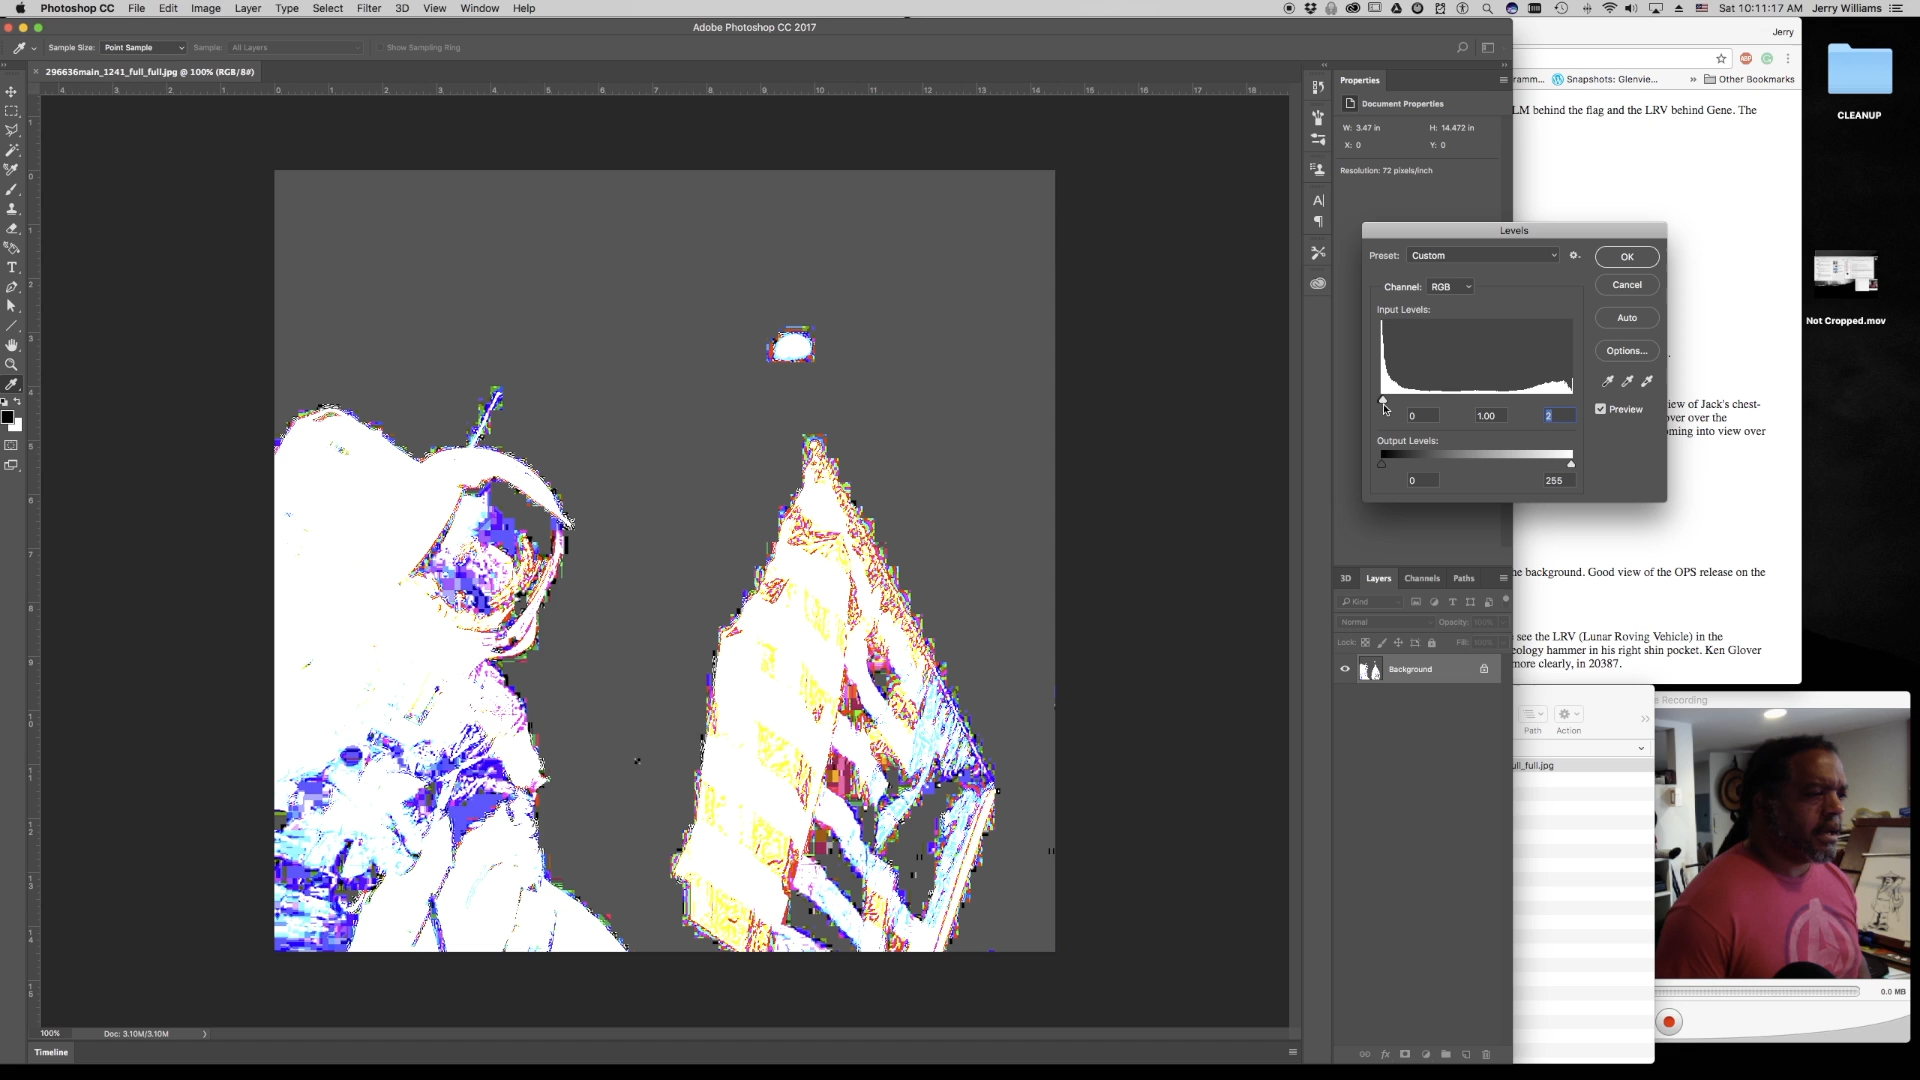 Photoshop CC File Edit Image Layer Type Select Filter 3D View Window Help
Sat 10:11:17 AM Jerry Williams
Adobe Photoshop CC 2017
Jerry
Sample Size: Point Sample Sample: All Layers Show Sampling Ring
296636main_1241_full_full.jpg @ 100% (RGB/8#)
ramm... Snapshots: Glenvie... » Other Bookmarks
LM behind the flag and the LRV behind Gene. The
CLEANUP
Not Cropped.mov
Properties
Document Properties
W: 3.47 in H: 14.472 in
X: 0 Y: 0
Resolution: 72 pixels/inch
Levels
Preset: Custom
OK
Channel: RGB
Cancel
Input Levels:
Auto
Options...
0 1.00 2
Preview
Output Levels:
0 255
iew of Jack's chest-
over over the
oming into view over
he background. Good view of the OPS release on the
see the LRV (Lunar Roving Vehicle) in the
eology hammer in his right shin pocket. Ken Glover
more clearly, in 20387.
3D Layers Channels Paths
Kind
Normal Opacity: 100%
Lock: Fill: 100%
Background
Recording
Path Action
ull_full.jpg
0.0 MB
100% Doc: 3.10M/3.10M
Timeline